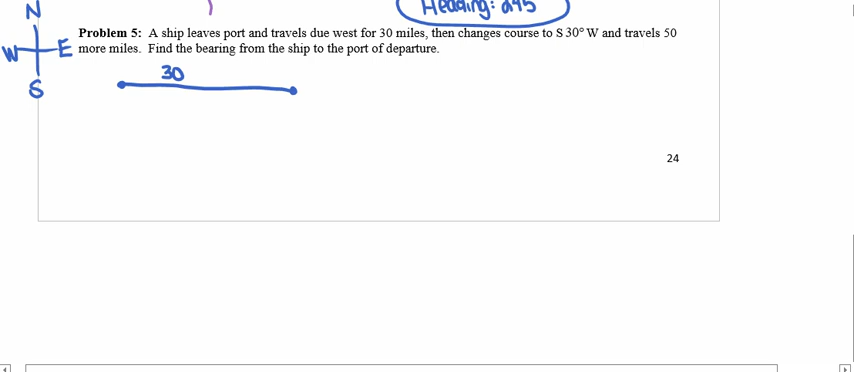 N
Heading: 245
Problem 5: A ship leaves port and travels due west for 30 miles, then changes course to S 30° W and travels 50
W E more miles. Find the bearing from the ship to the port of departure.
30
S
24